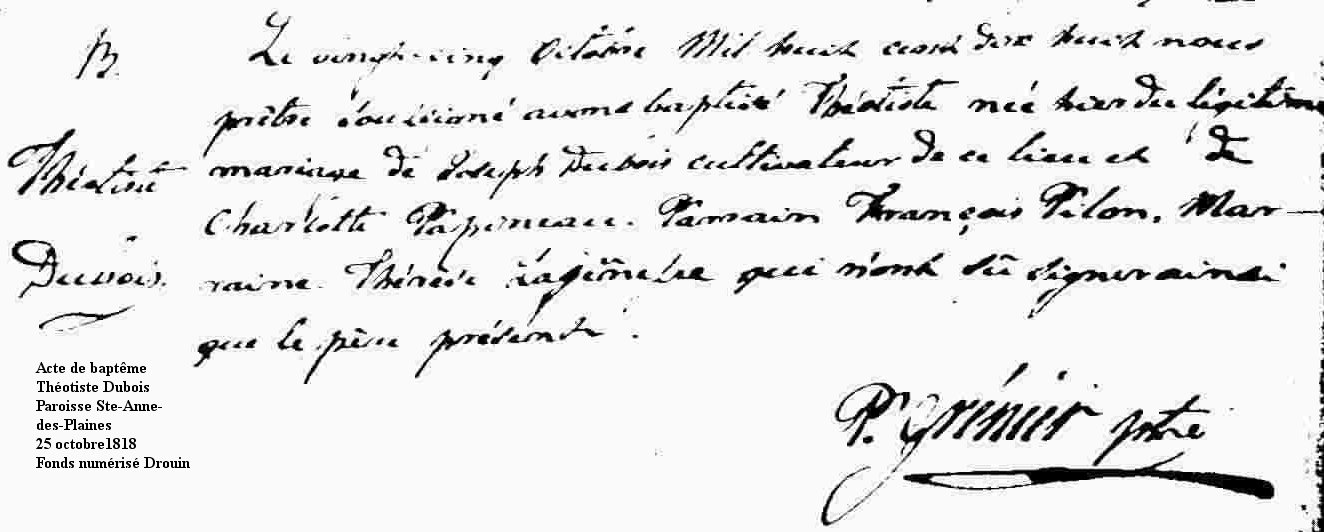 B.
Théotiste
Dubois.
Le vingt-cinq Octobre Mil huit cent dix huit nous
prêtre soussigné avons baptisé Théotiste née hier du légitime
mariage de Joseph Dubois cultivateur de ce lieu et de
Charlotte Papineau. Parrain François Pilon, Mar-
raine Thérèse qui n'ont sû signer ainsi
que le père présent.
P. Grénier ptre
Acte de baptême
Théotiste Dubois
Paroisse Ste-Anne-
des-Plaines
25 octobre1818
Fonds numérisé Drouin